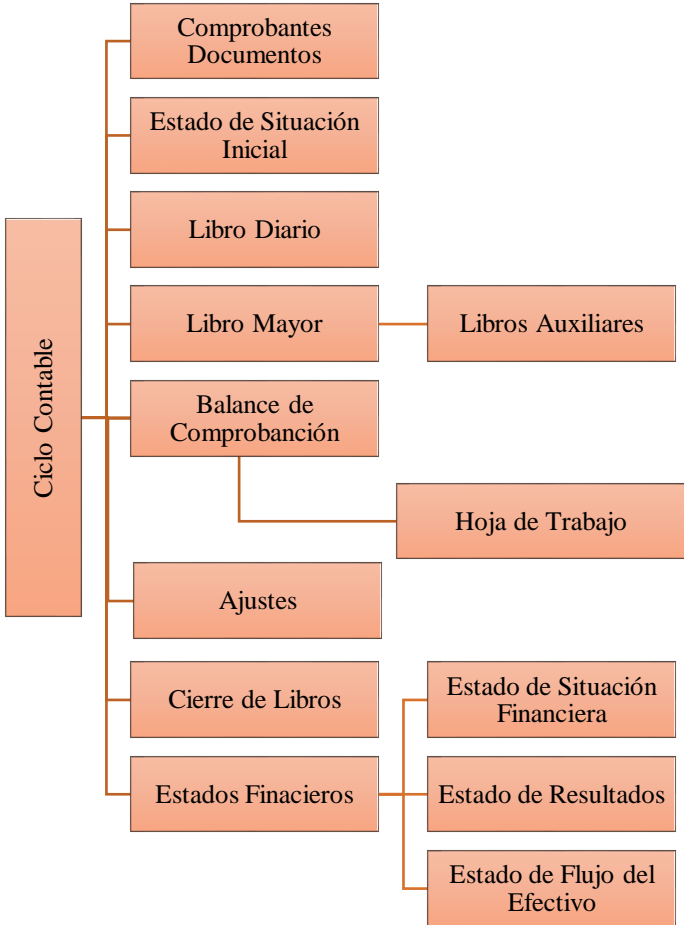 Comprobantes
Documentos
Estado de Situación
Inicial
Libro Diario
Libro Mayor
Libros Auxiliares
Ciclo Contable
Balance de
Comprobanción
Hoja de Trabajo
Ajustes
Cierre de Libros
Estado de Situación
Financiera
Estados Finacieros
Estado de Resultados
Estado de Flujo del
Efectivo